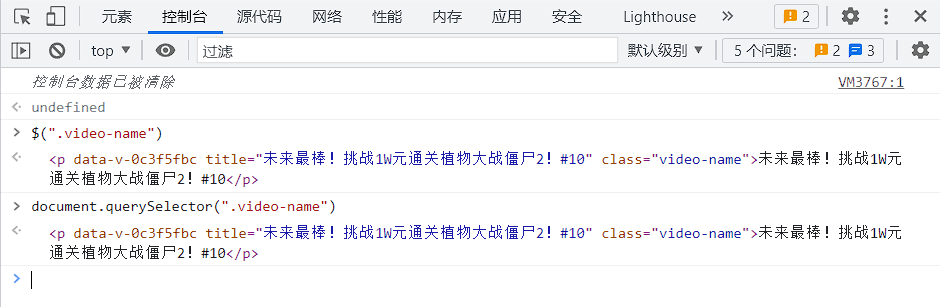 元素 控制台 源代码 网络 性能 内存 应用 安全 Lighthouse 2
top 过滤 默认级别 5 个问题: 2 3
控制台数据已被清除 VM3767:1
undefined
$(".video-name")
<p data-v-0c3f5fbc title="未来最棒！挑战1W元通关植物大战僵尸2！#10" class="video-name">未来最棒！挑战1W元
通关植物大战僵尸2！#10</p>
document.querySelector(".video-name")
<p data-v-0c3f5fbc title="未来最棒！挑战1W元通关植物大战僵尸2！#10" class="video-name">未来最棒！挑战1W元
通关植物大战僵尸2！#10</p>